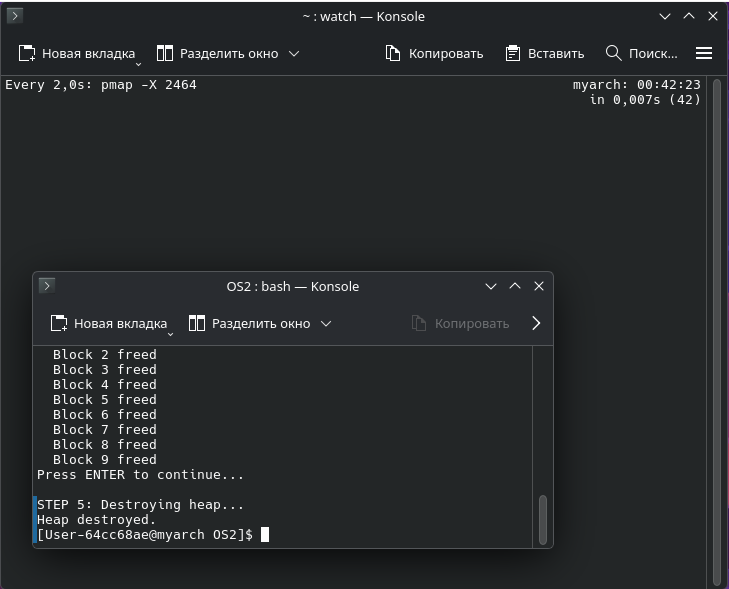 ~ : watch — Konsole
Новая вкладка Разделить окно Копировать Вставить Поиск...
Every 2,0s: pmap -X 2464 myarch: 00:42:23
in 0,007s (42)
OS2 : bash — Konsole
Новая вкладка Разделить окно Копировать
Block 2 freed
Block 3 freed
Block 4 freed
Block 5 freed
Block 6 freed
Block 7 freed
Block 8 freed
Block 9 freed
Press ENTER to continue...
STEP 5: Destroying heap...
Heap destroyed.
[User-64cc68ae@myarch OS2]$